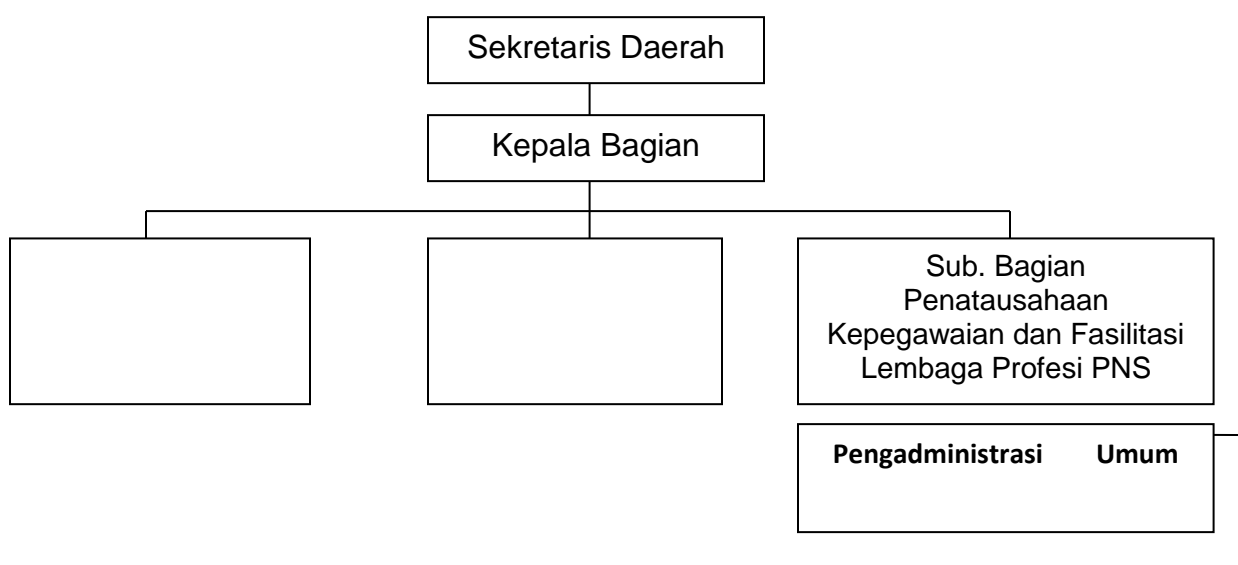 Sekretaris Daerah
Kepala Bagian
Sub. Bagian
Penatausahaan
Kepegawaian dan Fasilitasi
Lembaga Profesi PNS
Pengadministrasi Umum